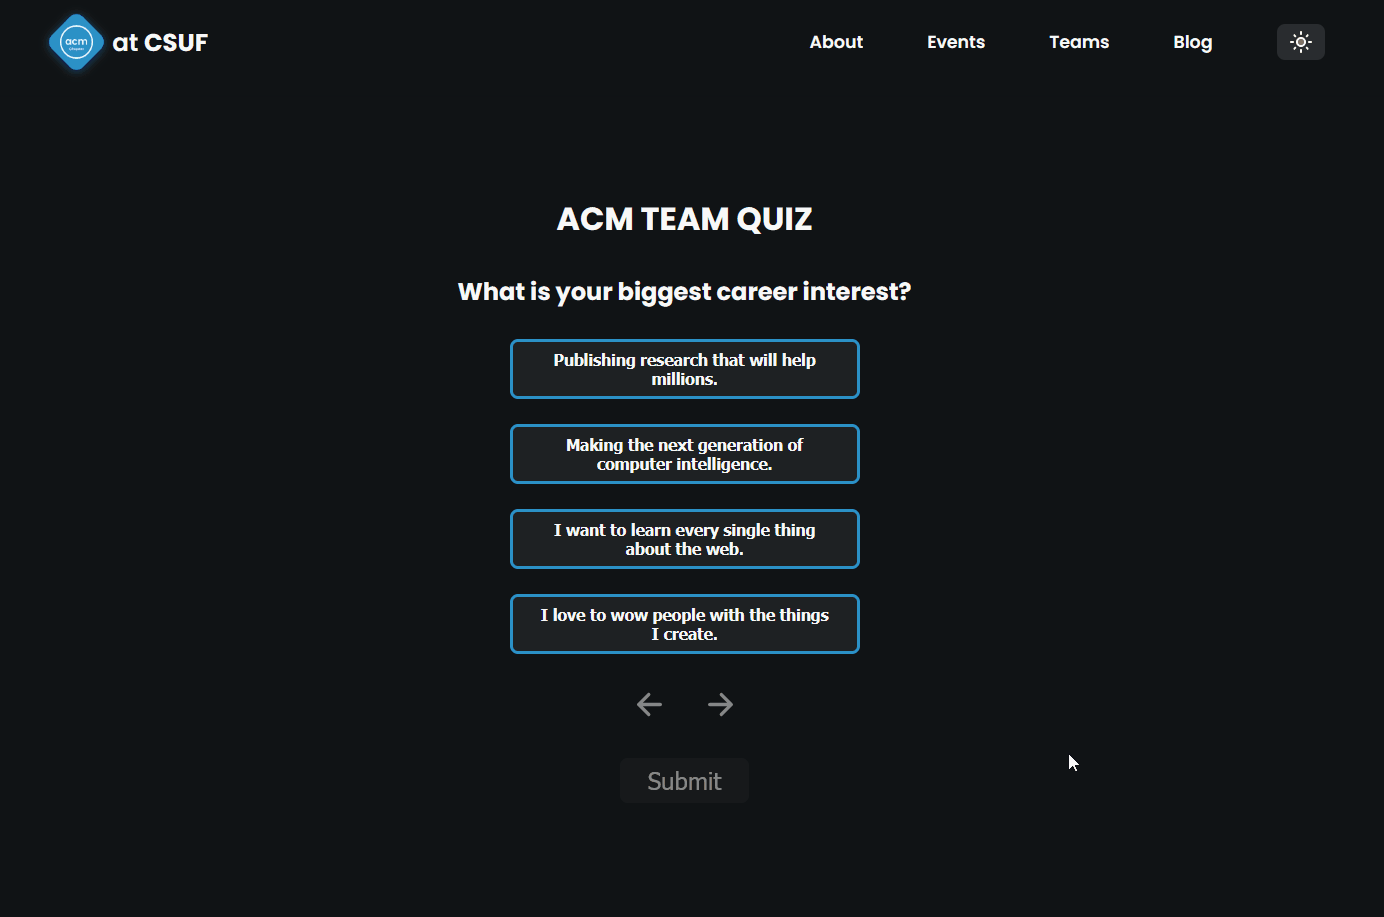 acm
at CSUF
About
Events
Teams
Blog
ACM TEAM QUIZ
What is your biggest career interest?
Publishing research that will help
millions.
Making the next generation of
computer intelligence.
I want to learn every single thing
about the web.
I love to wow people with the things
I create.
Submit